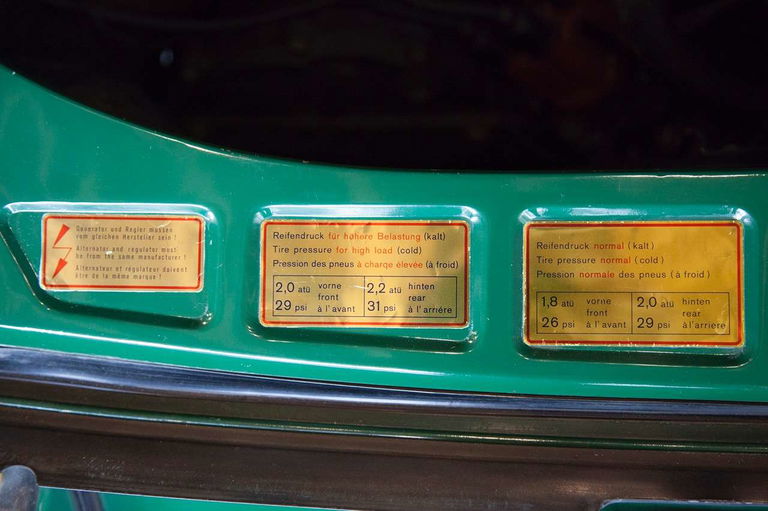 Generator und Regler müssen
vom gleichen Hersteller sein !
Alternator and regulator must
be from the same manufacturer !
Alternateur et régulateur doivent
être de la même marque !
Reifendruck für höhere Belastung (kalt)
Tire pressure for high load (cold)
Pression des pneus à charge élevée (à froid)
2,0 atü vorne 2,2 atü hinten
front rear
29 psi à l'avant 31 psi à l'arrière
Reifendruck normal (kalt)
Tire pressure normal (cold)
Pression normale des pneus (à froid)
1,8 atü vorne 2,0 atü hinten
front rear
26 psi à l'avant 29 psi à l'arrière